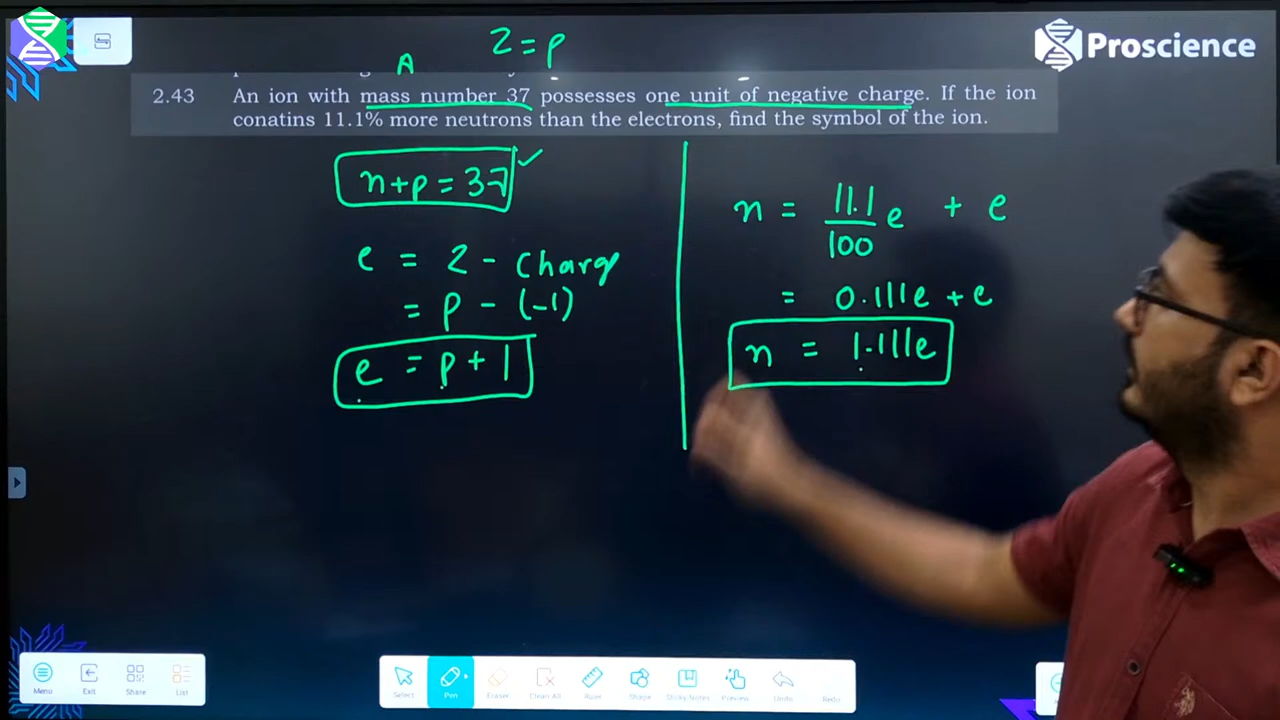 Proscience
A Z = p
2.43 An ion with mass number 37 possesses one unit of negative charge. If the ion
conatins 11.1% more neutrons than the electrons, find the symbol of the ion.
n+p = 37 ✓
e = Z - Charge
= p - (-1)
e = p + 1
n = 11.1/100 e + e
= 0.111e + e
n = 1.111e
Menu Exit Share List
Select Pen Eraser Clean All Ruler Shape Sticky Notes Preview Undo Redo